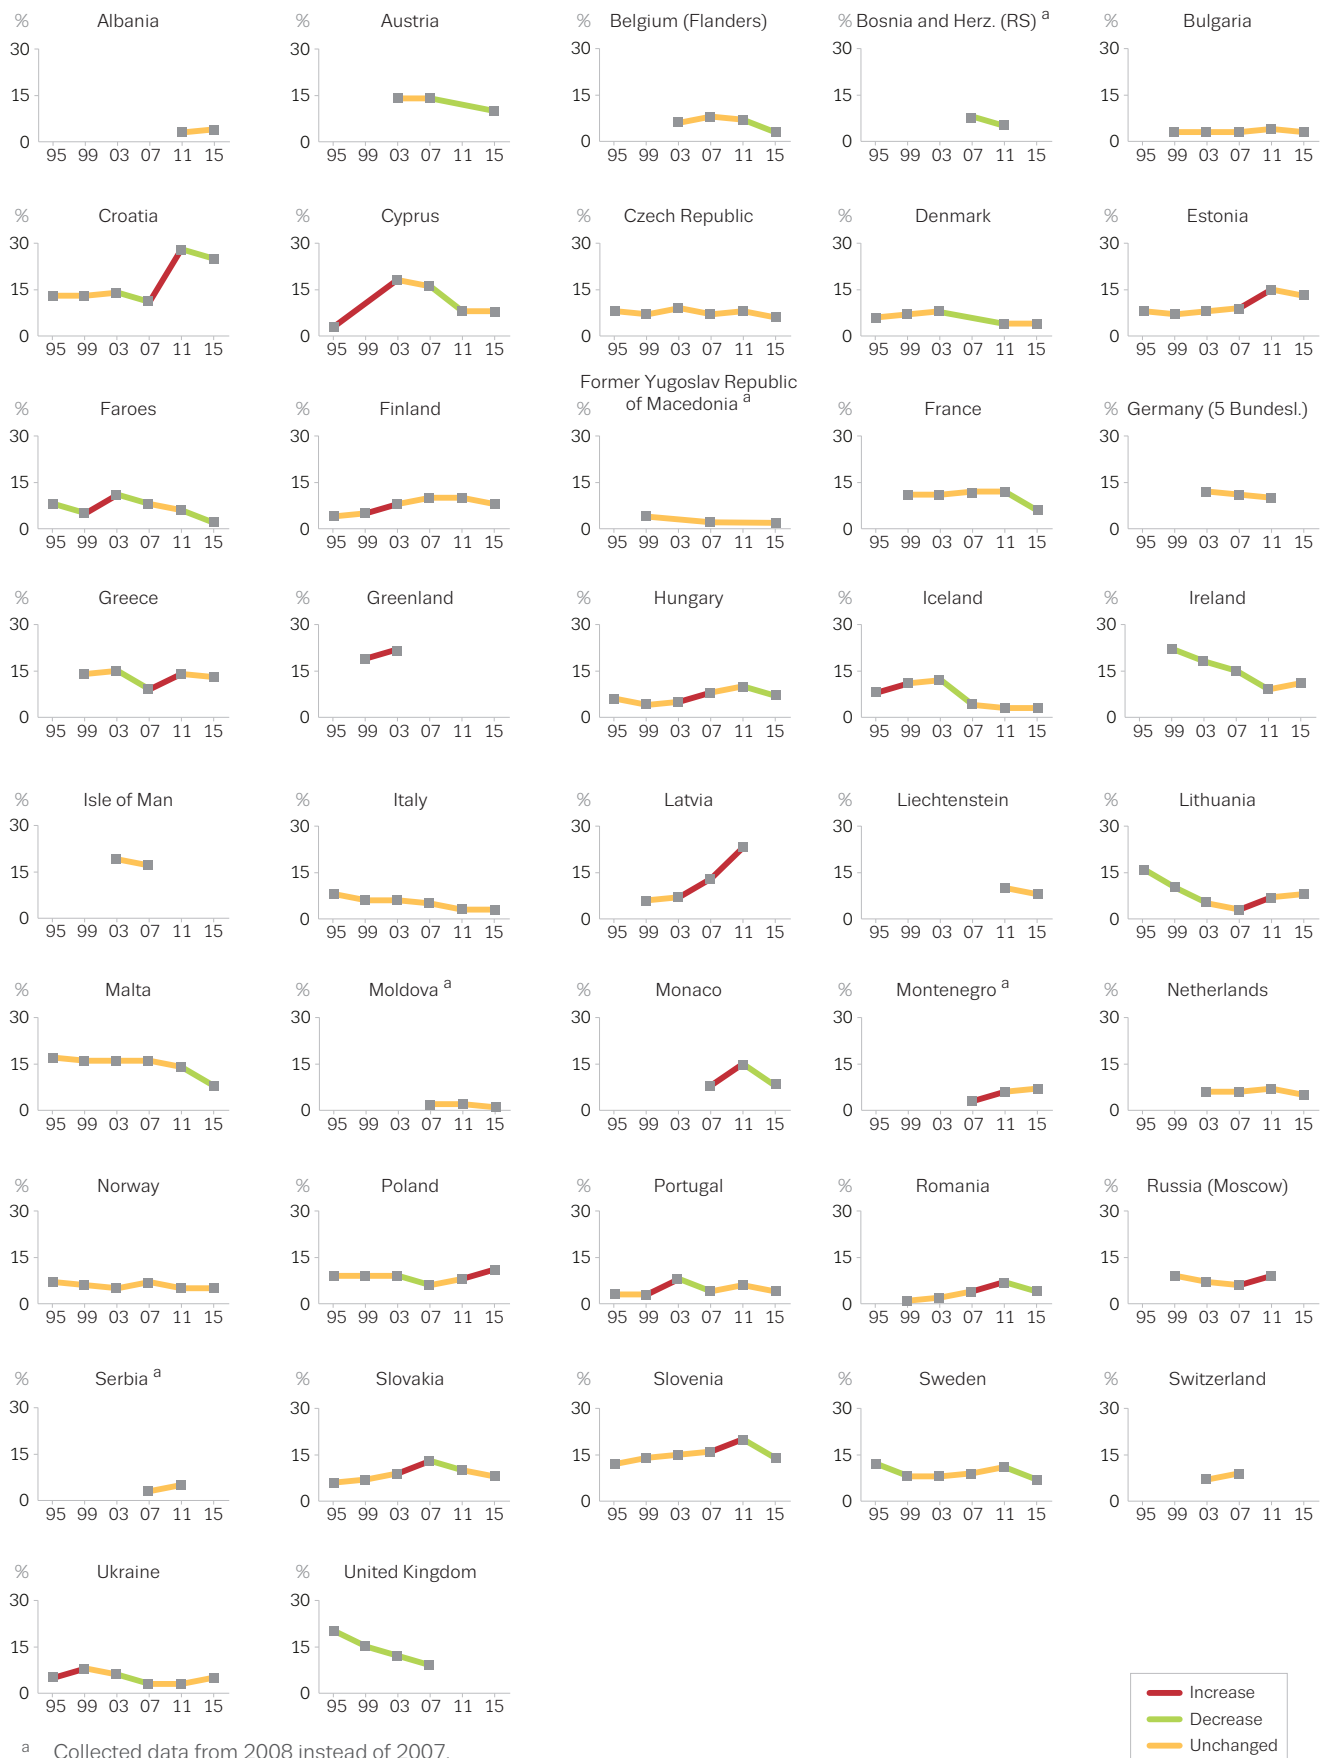 % Albania % Austria % Belgium (Flanders) % Bosnia and Herz. (RS) a % Bulgaria
30 30 30 30 30
15 15 15 15 15
0 0 0 0 0
95 99 03 07 11 15 95 99 03 07 11 15 95 99 03 07 11 15 95 99 03 07 11 15 95 99 03 07 11 15
% Croatia % Cyprus % Czech Republic % Denmark % Estonia
30 30 30 30 30
15 15 15 15 15
0 0 0 0 0
95 99 03 07 11 15 95 99 03 07 11 15 95 99 03 07 11 15 95 99 03 07 11 15 95 99 03 07 11 15
Former Yugoslav Republic
% Faroes % Finland % of Macedonia a % France % Germany (5 Bundesl.)
30 30 30 30 30
15 15 15 15 15
0 0 0 0 0
95 99 03 07 11 15 95 99 03 07 11 15 95 99 03 07 11 15 95 99 03 07 11 15 95 99 03 07 11 15
% Greece % Greenland % Hungary % Iceland % Ireland
30 30 30 30 30
15 15 15 15 15
0 0 0 0 0
95 99 03 07 11 15 95 99 03 07 11 15 95 99 03 07 11 15 95 99 03 07 11 15 95 99 03 07 11 15
% Isle of Man % Italy % Latvia % Liechtenstein % Lithuania
30 30 30 30 30
15 15 15 15 15
0 0 0 0 0
95 99 03 07 11 15 95 99 03 07 11 15 95 99 03 07 11 15 95 99 03 07 11 15 95 99 03 07 11 15
% Malta % Moldova a % Monaco % Montenegro a % Netherlands
30 30 30 30 30
15 15 15 15 15
0 0 0 0 0
95 99 03 07 11 15 95 99 03 07 11 15 95 99 03 07 11 15 95 99 03 07 11 15 95 99 03 07 11 15
% Norway % Poland % Portugal % Romania % Russia (Moscow)
30 30 30 30 30
15 15 15 15 15
0 0 0 0 0
95 99 03 07 11 15 95 99 03 07 11 15 95 99 03 07 11 15 95 99 03 07 11 15 95 99 03 07 11 15
% Serbia a % Slovakia % Slovenia % Sweden % Switzerland
30 30 30 30 30
15 15 15 15 15
0 0 0 0 0
95 99 03 07 11 15 95 99 03 07 11 15 95 99 03 07 11 15 95 99 03 07 11 15 95 99 03 07 11 15
% Ukraine % United Kingdom
30 30
15 15
0 0
95 99 03 07 11 15 95 99 03 07 11 15
Increase
Decrease
Unchanged
a Collected data from 2008 instead of 2007.